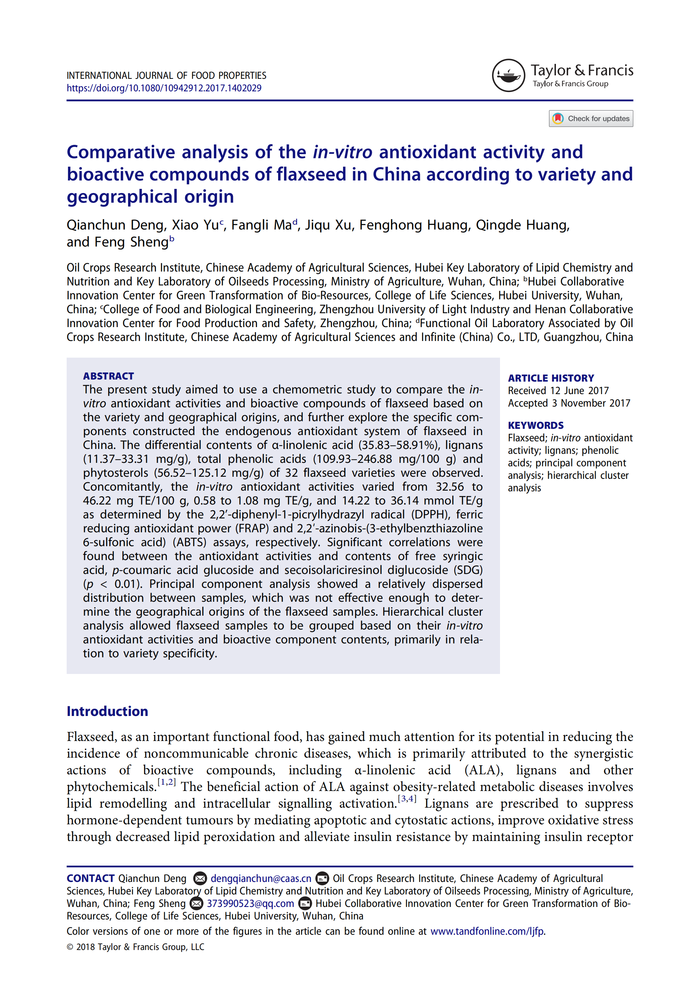 INTERNATIONAL JOURNAL OF FOOD PROPERTIES
https://doi.org/10.1080/10942912.2017.1402029
Taylor & Francis
Taylor & Francis Group
Check for updates
Comparative analysis of the in-vitro antioxidant activity and
bioactive compounds of flaxseed in China according to variety and
geographical origin
Qianchun Deng, Xiao Yuᶜ, Fangli Maᵈ, Jiqu Xu, Fenghong Huang, Qingde Huang,
and Feng Shengᵇ
Oil Crops Research Institute, Chinese Academy of Agricultural Sciences, Hubei Key Laboratory of Lipid Chemistry and
Nutrition and Key Laboratory of Oilseeds Processing, Ministry of Agriculture, Wuhan, China; ᵇHubei Collaborative
Innovation Center for Green Transformation of Bio-Resources, College of Life Sciences, Hubei University, Wuhan,
China; ᶜCollege of Food and Biological Engineering, Zhengzhou University of Light Industry and Henan Collaborative
Innovation Center for Food Production and Safety, Zhengzhou, China; ᵈFunctional Oil Laboratory Associated by Oil
Crops Research Institute, Chinese Academy of Agricultural Sciences and Infinite (China) Co., LTD, Guangzhou, China
ABSTRACT
The present study aimed to use a chemometric study to compare the in-
vitro antioxidant activities and bioactive compounds of flaxseed based on
the variety and geographical origins, and further explore the specific com-
ponents constructed the endogenous antioxidant system of flaxseed in
China. The differential contents of α-linolenic acid (35.83–58.91%), lignans
(11.37–33.31 mg/g), total phenolic acids (109.93–246.88 mg/100 g) and
phytosterols (56.52–125.12 mg/g) of 32 flaxseed varieties were observed.
Concomitantly, the in-vitro antioxidant activities varied from 32.56 to
46.22 mg TE/100 g, 0.58 to 1.08 mg TE/g, and 14.22 to 36.14 mmol TE/g
as determined by the 2,2′-diphenyl-1-picrylhydrazyl radical (DPPH), ferric
reducing antioxidant power (FRAP) and 2,2′-azinobis-(3-ethylbenzthiazoline
6-sulfonic acid) (ABTS) assays, respectively. Significant correlations were
found between the antioxidant activities and contents of free syringic
acid, p-coumaric acid glucoside and secoisolariciresinol diglucoside (SDG)
(p < 0.01). Principal component analysis showed a relatively dispersed
distribution between samples, which was not effective enough to deter-
mine the geographical origins of the flaxseed samples. Hierarchical cluster
analysis allowed flaxseed samples to be grouped based on their in-vitro
antioxidant activities and bioactive component contents, primarily in rela-
tion to variety specificity.
ARTICLE HISTORY
Received 12 June 2017
Accepted 3 November 2017
KEYWORDS
Flaxseed; in-vitro antioxidant
activity; lignans; phenolic
acids; principal component
analysis; hierarchical cluster
analysis
Introduction
Flaxseed, as an important functional food, has gained much attention for its potential in reducing the
incidence of noncommunicable chronic diseases, which is primarily attributed to the synergistic
actions of bioactive compounds, including α-linolenic acid (ALA), lignans and other
phytochemicals.[1,2] The beneficial action of ALA against obesity-related metabolic diseases involves
lipid remodelling and intracellular signalling activation.[3,4] Lignans are prescribed to suppress
hormone-dependent tumours by mediating apoptotic and cytostatic actions, improve oxidative stress
through decreased lipid peroxidation and alleviate insulin resistance by maintaining insulin receptor
CONTACT Qianchun Deng dengqianchun@caas.cn Oil Crops Research Institute, Chinese Academy of Agricultural
Sciences, Hubei Key Laboratory of Lipid Chemistry and Nutrition and Key Laboratory of Oilseeds Processing, Ministry of Agriculture,
Wuhan, China; Feng Sheng 373990523@qq.com Hubei Collaborative Innovation Center for Green Transformation of Bio-
Resources, College of Life Sciences, Hubei University, Wuhan, China
Color versions of one or more of the figures in the article can be found online at www.tandfonline.com/ljfp.
© 2018 Taylor & Francis Group, LLC